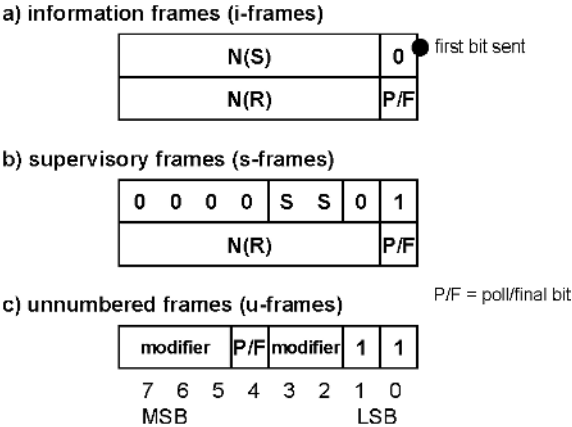 a) information frames (i-frames)
N(S) 0 first bit sent
N(R) P/F
b) supervisory frames (s-frames)
0 0 0 0 S S 0 1
N(R) P/F
P/F = poll/final bit
c) unnumbered frames (u-frames)
modifier P/F modifier 1 1
7 6 5 4 3 2 1 0
MSB LSB